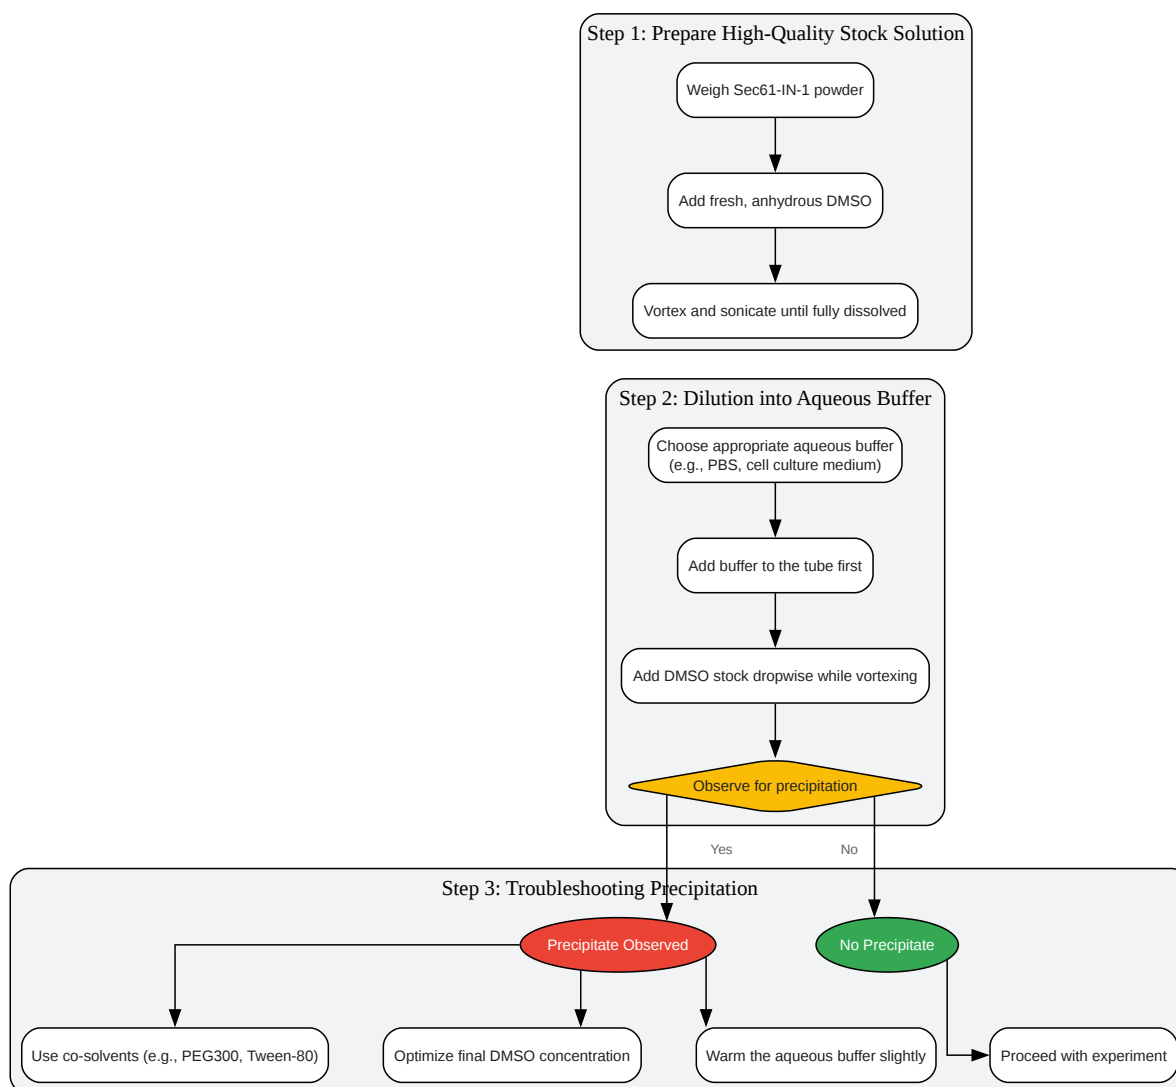 Step 1: Prepare High-Quality Stock Solution
Weigh Sec61-IN-1 powder
Add fresh, anhydrous DMSO
Vortex and sonicate until fully dissolved
Step 2: Dilution into Aqueous Buffer
Choose appropriate aqueous buffer
(e.g., PBS, cell culture medium)
Add buffer to the tube first
Add DMSO stock dropwise while vortexing
Observe for precipitation
Yes
No
Step 3: Troubleshooting Precipitation
Precipitate Observed
No Precipitate
Use co-solvents (e.g., PEG300, Tween-80)
Optimize final DMSO concentration
Warm the aqueous buffer slightly
Proceed with experiment